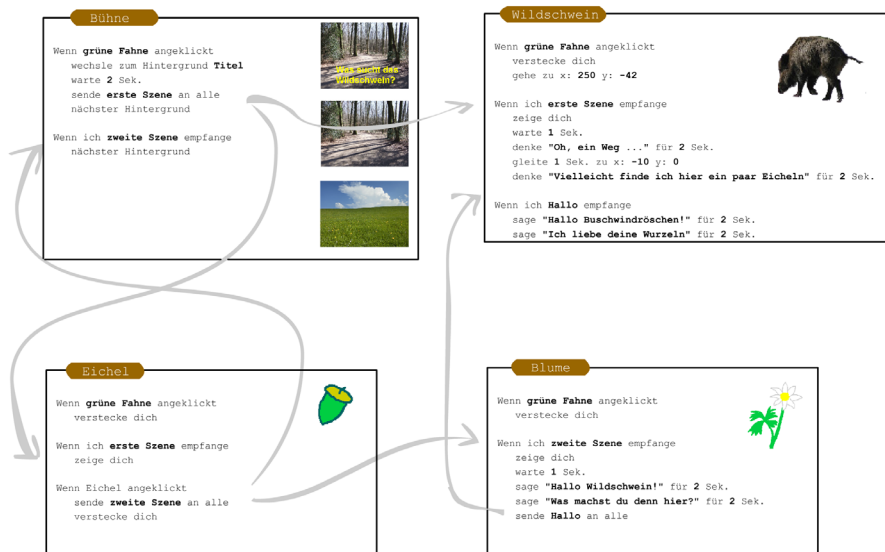 Bühne
Wenn grüne Fahne angeklickt
wechsle zum Hintergrund Titel
warte 2 Sek.
sende erste Szene an alle
nächster Hintergrund
Wenn ich zweite Szene empfange
nächster Hintergrund
Was sucht das
Wildschwein?
Wildschwein
Wenn grüne Fahne angeklickt
verstecke dich
gehe zu x: 250 y: -42
Wenn ich erste Szene empfange
zeige dich
warte 1 Sek.
denke "Oh, ein Weg ..." für 2 Sek.
gleite 1 Sek. zu x: -10 y: 0
denke "Vielleicht finde ich hier ein paar Eicheln" für 2 Sek.
Wenn ich Hallo empfange
sage "Hallo Buschwindröschen!" für 2 Sek.
sage "Ich liebe deine Wurzeln" für 2 Sek.
Eichel
Wenn grüne Fahne angeklickt
verstecke dich
Wenn ich erste Szene empfange
zeige dich
Wenn Eichel angeklickt
sende zweite Szene an alle
verstecke dich
Blume
Wenn grüne Fahne angeklickt
verstecke dich
Wenn ich zweite Szene empfange
zeige dich
warte 1 Sek.
sage "Hallo Wildschwein!" für 2 Sek.
sage "Was machst du denn hier?" für 2 Sek.
sende Hallo an alle